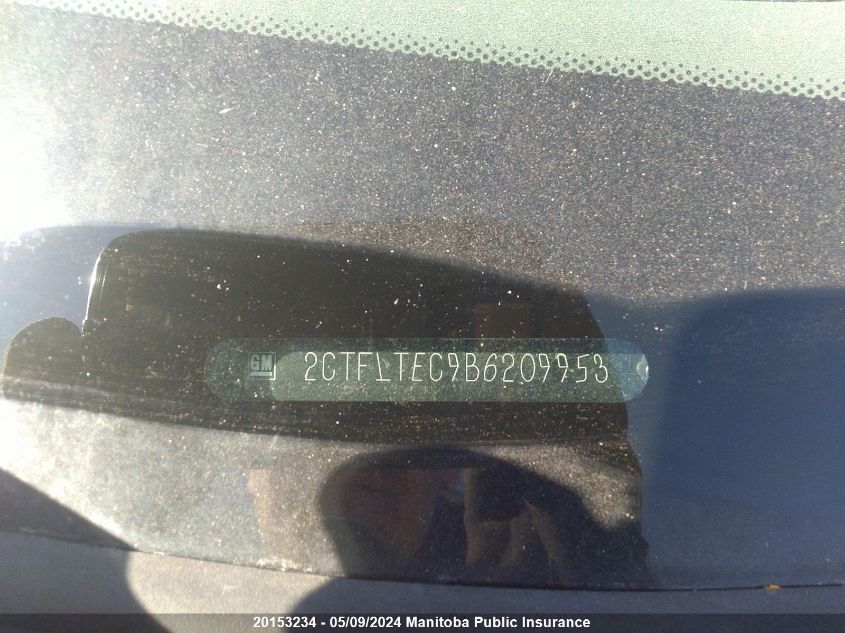 GM 2CTFLTEC9B6209953
20153234 - 05/09/2024 Manitoba Public Insurance